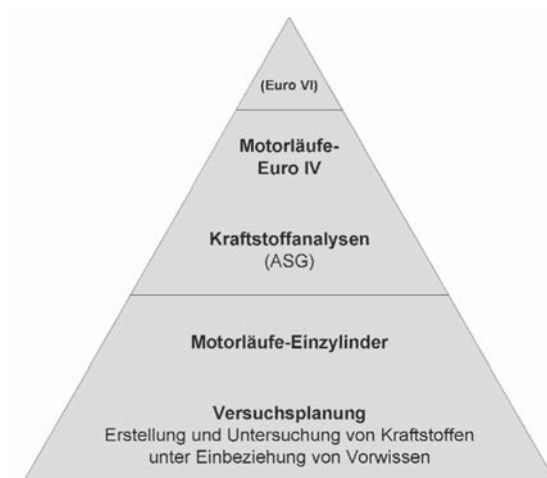 (Euro VI)
Motorläufe-
Euro IV
Kraftstoffanalysen
(ASG)
Motorläufe-Einzylinder
Versuchsplanung
Erstellung und Untersuchung von Kraftstoffen
unter Einbeziehung von Vorwissen